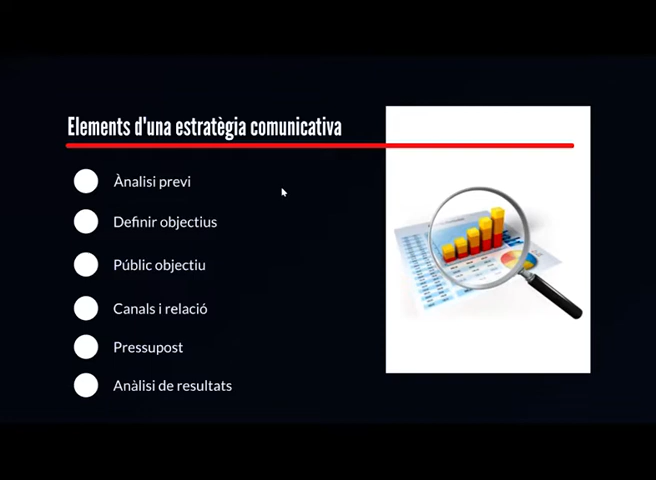 Elements d'una estratègia comunicativa
Ànalisi previ
Definir objectius
Públic objectiu
Canals i relació
Pressupost
Anàlisi de resultats